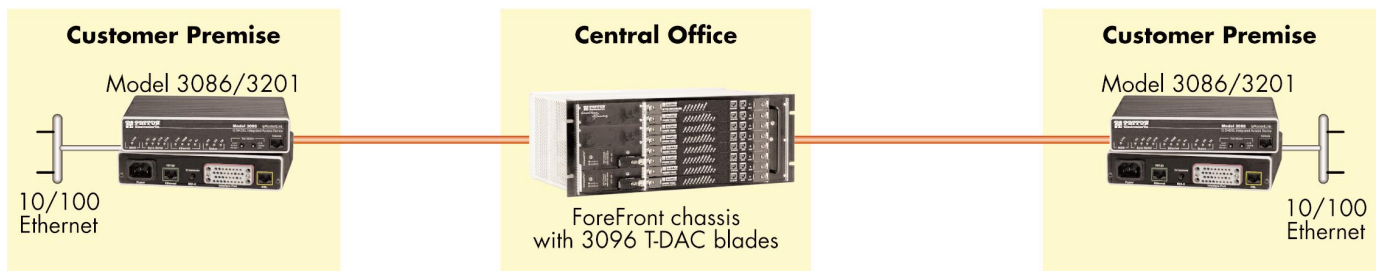 Customer Premise
Model 3086/3201
10/100
Ethernet
Central Office
ForeFront chassis
with 3096 T-DAC blades
Customer Premise
Model 3086/3201
10/100
Ethernet